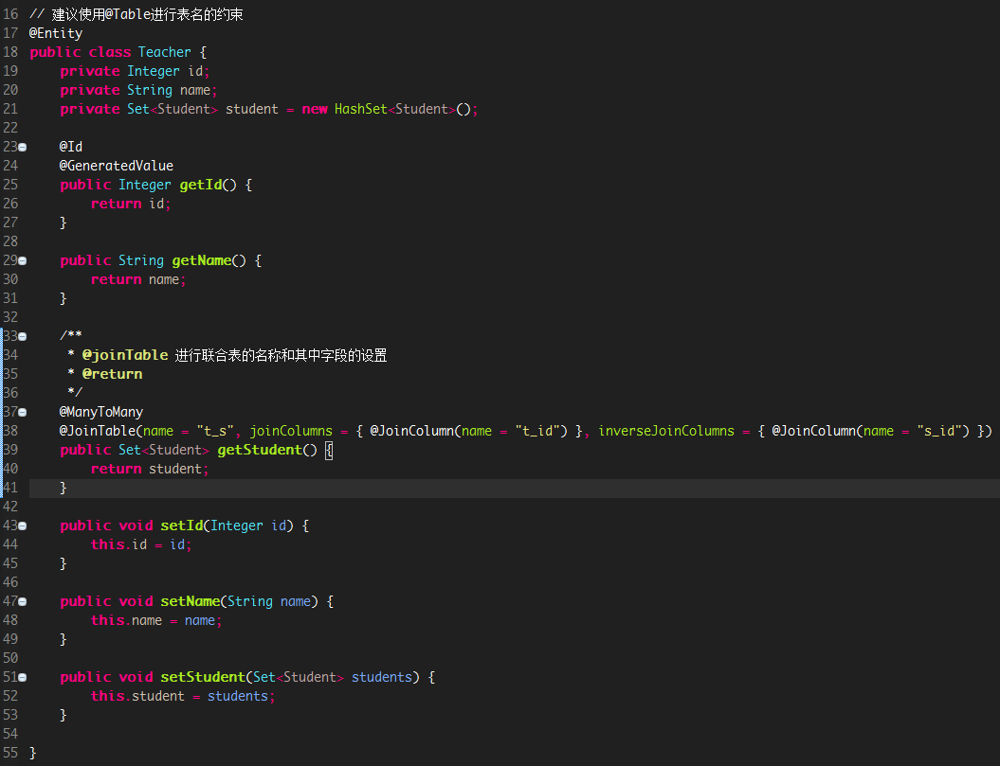 16 // 建议使用@Table进行表名的约束
17 @Entity
18 public class Teacher {
19     private Integer id;
20     private String name;
21     private Set<Student> student = new HashSet<Student>();
22
23     @Id
24     @GeneratedValue
25     public Integer getId() {
26         return id;
27     }
28
29     public String getName() {
30         return name;
31     }
32
33     /**
34      * @joinTable 进行联合表的名称和其中字段的设置
35      * @return
36      */
37     @ManyToMany
38     @JoinTable(name = "t_s", joinColumns = { @JoinColumn(name = "t_id") }, inverseJoinColumns = { @JoinColumn(name = "s_id") })
39     public Set<Student> getStudent() {
40         return student;
41     }
42
43     public void setId(Integer id) {
44         this.id = id;
45     }
46
47     public void setName(String name) {
48         this.name = name;
49     }
50
51     public void setStudent(Set<Student> students) {
52         this.student = students;
53     }
54
55 }